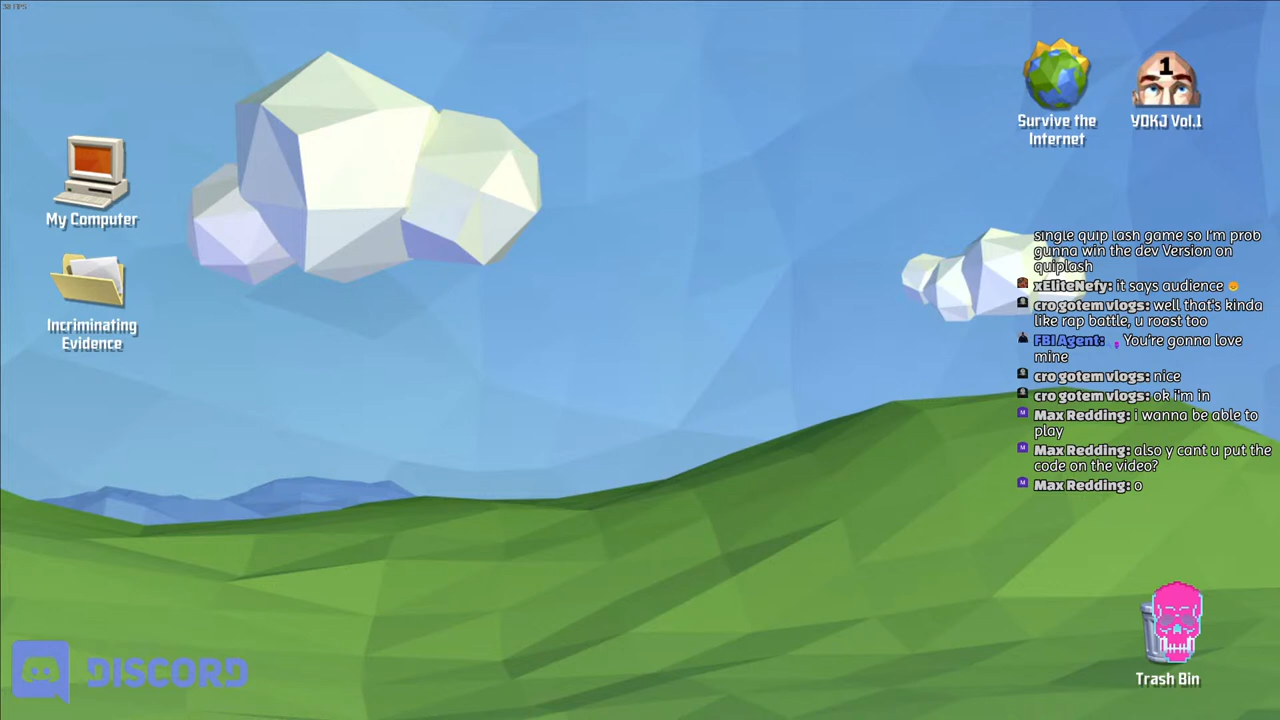 30 FPS
My Computer
Incriminating
Evidence
Survive the
Internet
1
YDKJ Vol.1
single quip lash game so I'm prob
gunna win the dev Version on
quiplash
xEliteNefy: it says audience
cro gotem vlogs: well that's kinda
like rap battle, u roast too
FBI Agent: You're gonna love
mine
cro gotem vlogs: nice
cro gotem vlogs: ok i'm in
Max Redding: i wanna be able to
play
Max Redding: also y cant u put the
code on the video?
Max Redding: o
DISCORD
Trash Bin